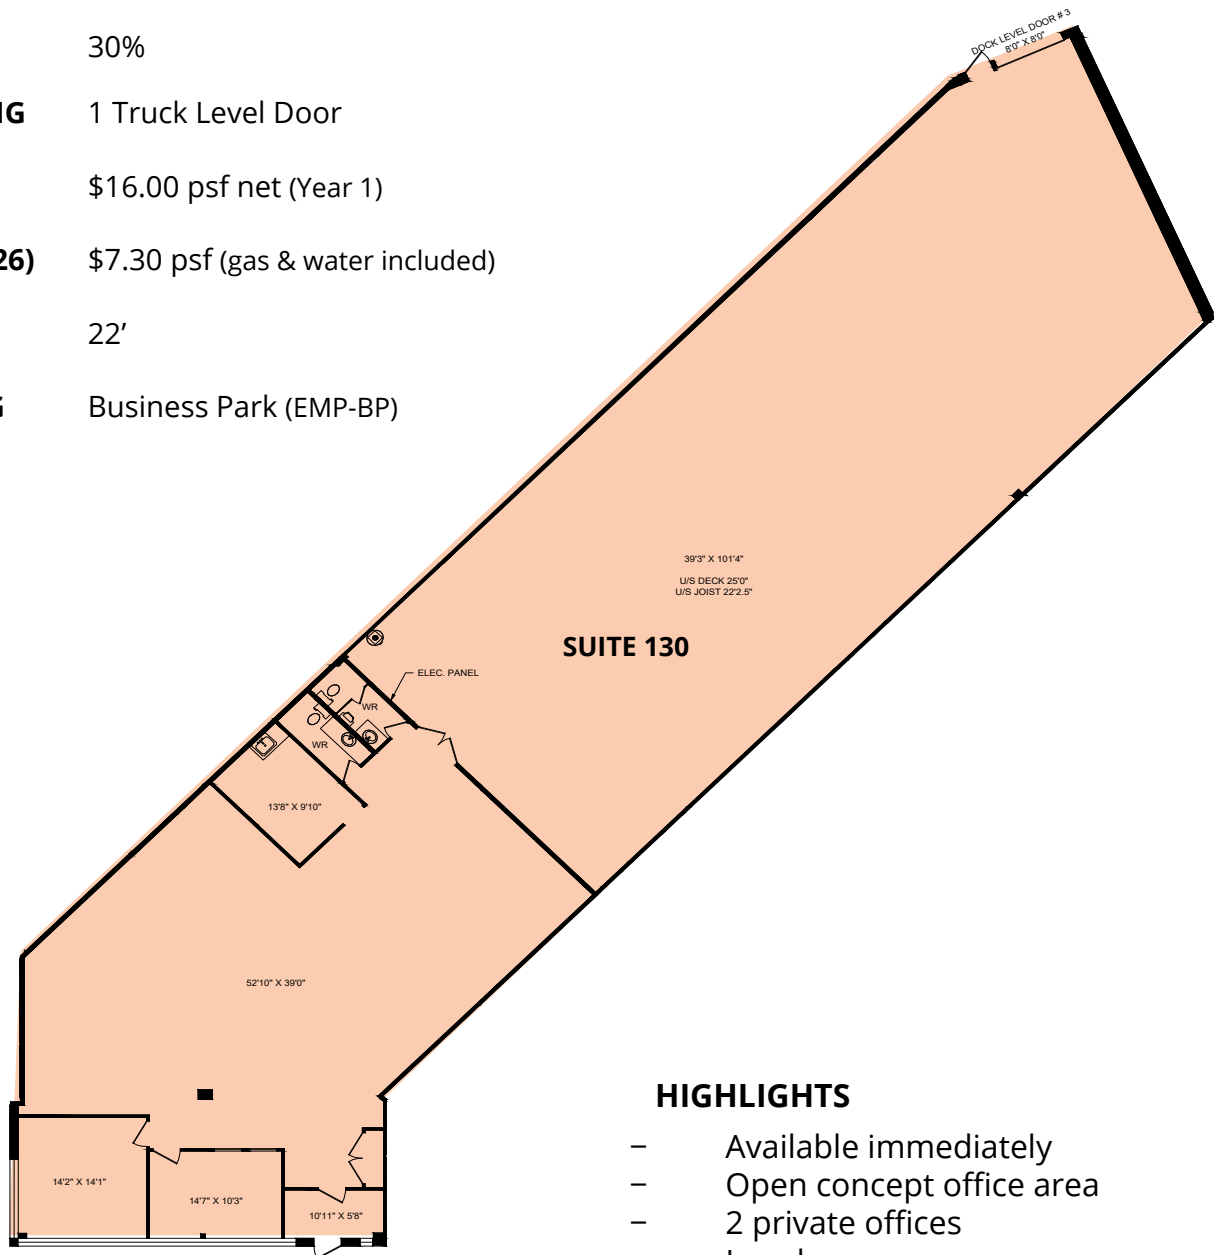 30%
1 Truck Level Door
$16.00 psf net (Year 1)
26) $7.30 psf (gas & water included)
22’
G Business Park (EMP-BP)
DOCK LEVEL DOOR # 3
8'0" X 8'0"
39'3" X 101'4"
U/S DECK 25'0"
U/S JOIST 22'2.5"
SUITE 130
ELEC. PANEL
WR
WR
13'8" X 9'10"
52'10" X 39'0"
14'2" X 14'1"
14'7" X 10'3"
10'11" X 5'8"
HIGHLIGHTS
– Available immediately
– Open concept office area
– 2 private offices